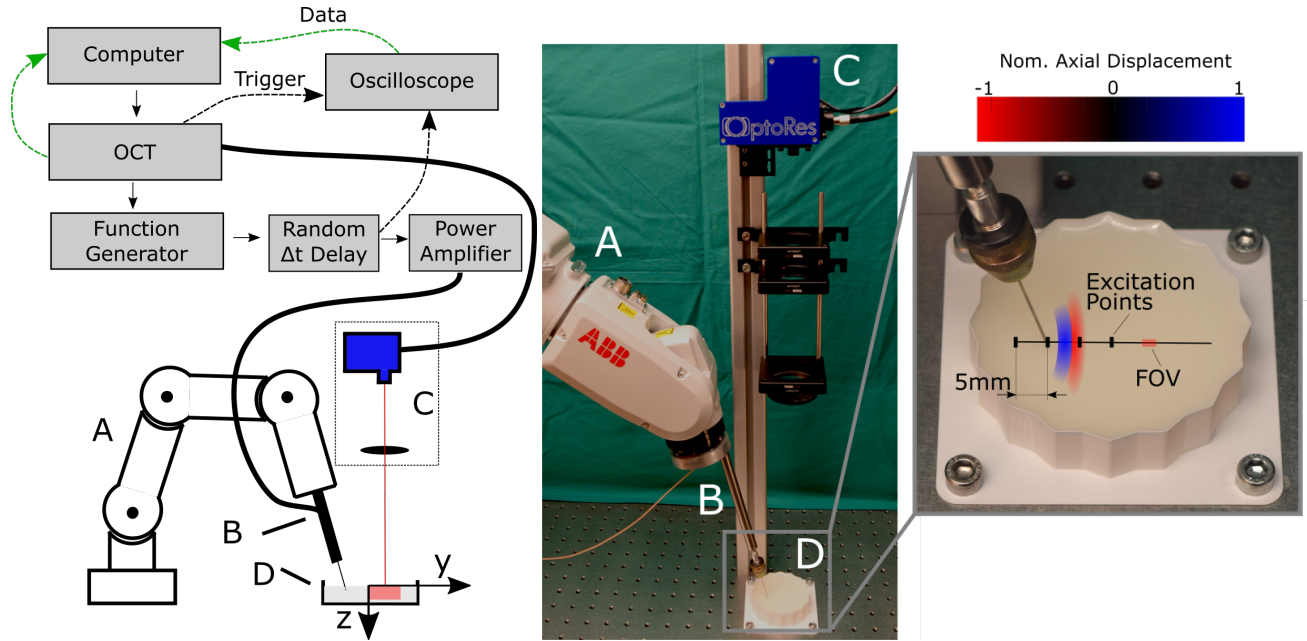 Data
Computer
Trigger
Oscilloscope
OCT
Function
Generator
Random
Δt Delay
Power
Amplifier
A
C
B
D
y
z
C
OptoRes
A
ABB
B
D
Nom. Axial Displacement
-1
0
1
Excitation
Points
5mm
FOV